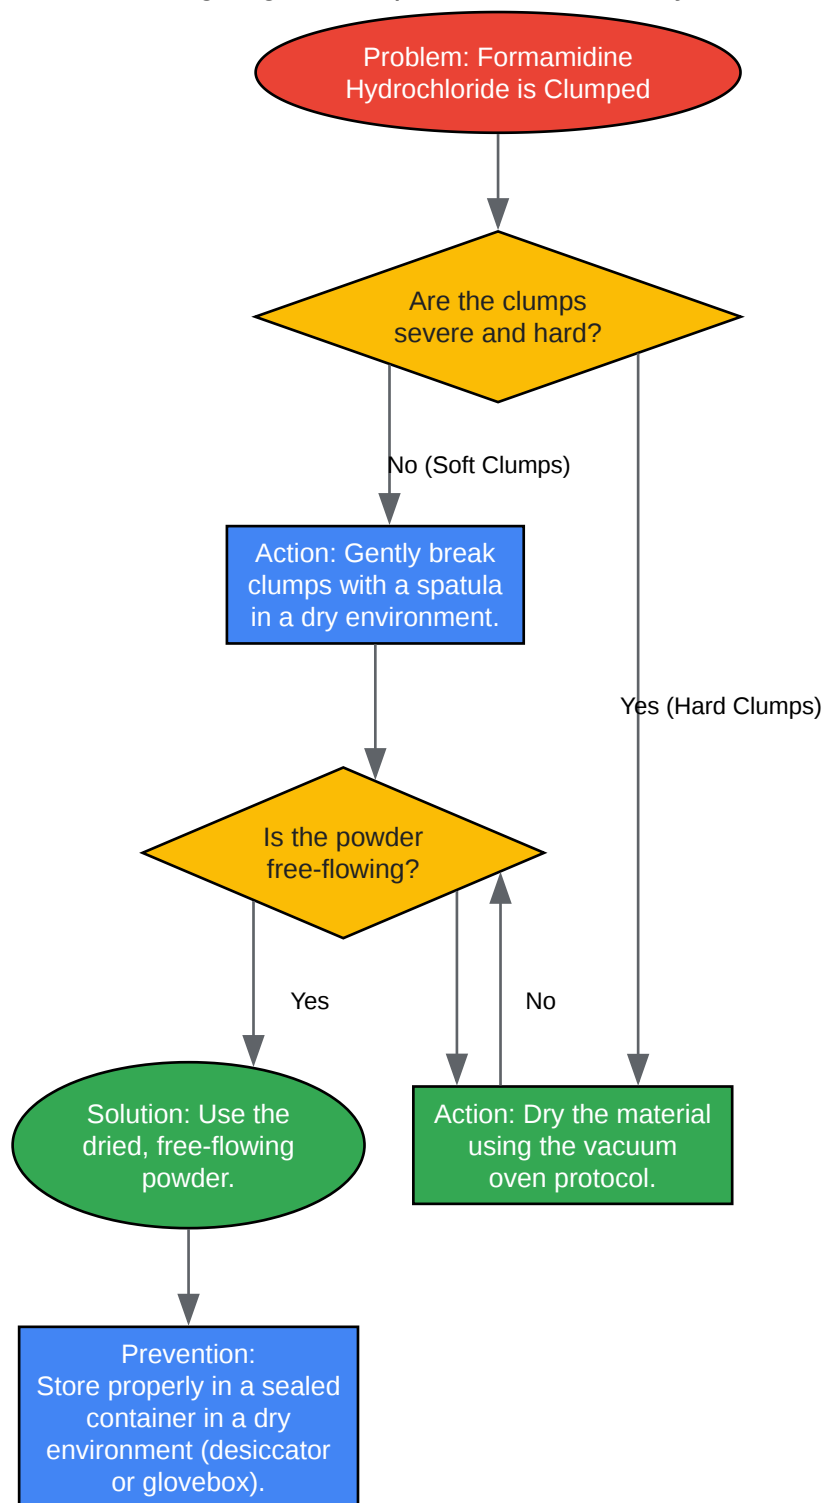 Problem: Formamidine
Hydrochloride is Clumped
Are the clumps
severe and hard?
No (Soft Clumps)
Action: Gently break
clumps with a spatula
in a dry environment.
Yes (Hard Clumps)
Is the powder
free-flowing?
Yes
No
Solution: Use the
dried, free-flowing
powder.
Action: Dry the material
using the vacuum
oven protocol.
Prevention:
Store properly in a sealed
container in a dry
environment (desiccator
or glovebox).